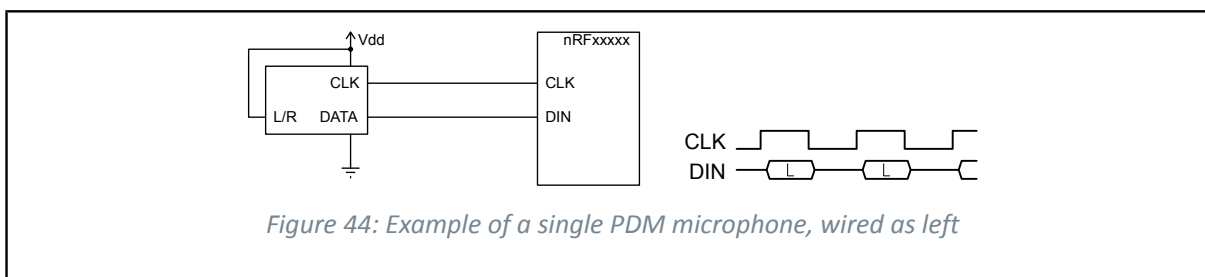 Vdd
nRFxxxxx
CLK
CLK
L/R DATA
DIN
CLK
DIN
L
L
Figure 44: Example of a single PDM microphone, wired as left